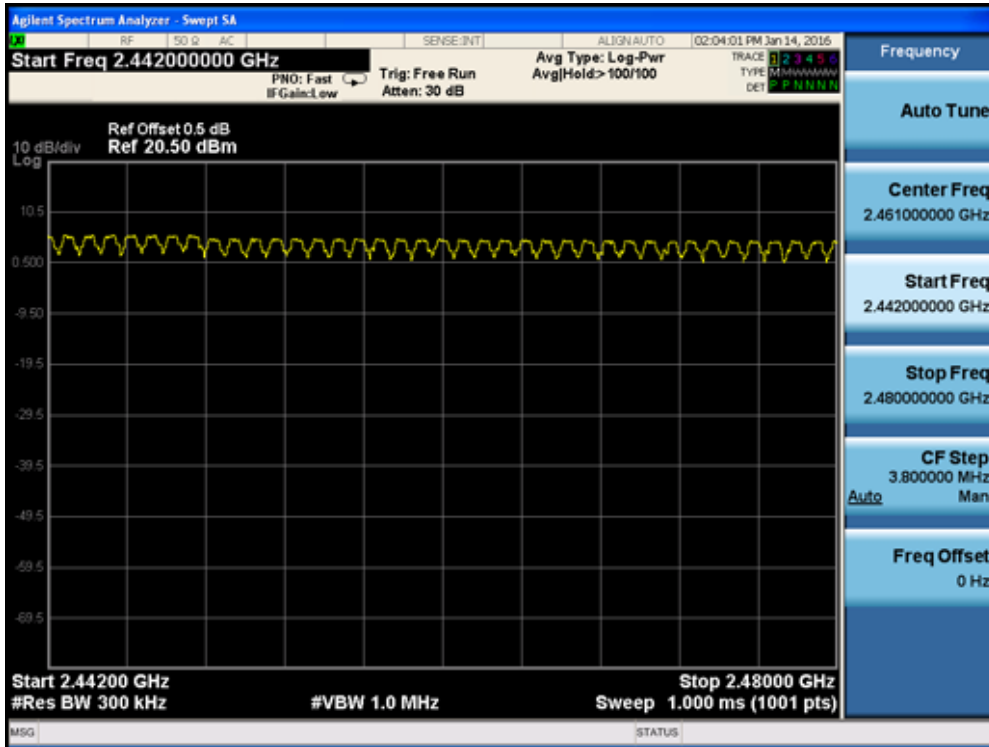 Agilent Spectrum Analyzer - Swept SA
RF 50 Ω AC SENSE:INT ALIGNAUTO 02:04:01 PM Jan 14, 2016
Start Freq 2.442000000 GHz
PNO: Fast
IFGain:Low
Trig: Free Run
Atten: 30 dB
Avg Type: Log-Pwr
Avg|Hold:>100/100
TRACE 1 2 3 4 5 6
TYPE MWWWWW
DET P P N N N N
Ref Offset 0.5 dB
10 dB/div Ref 20.50 dBm
Log
10.5
0.500
-9.50
-19.5
-29.5
-39.5
-49.5
-59.5
-69.5
Start 2.44200 GHz Stop 2.48000 GHz
#Res BW 300 kHz #VBW 1.0 MHz Sweep 1.000 ms (1001 pts)
MSG STATUS
Frequency
Auto Tune
Center Freq
2.461000000 GHz
Start Freq
2.442000000 GHz
Stop Freq
2.480000000 GHz
CF Step
3.800000 MHz
Auto Man
Freq Offset
0 Hz